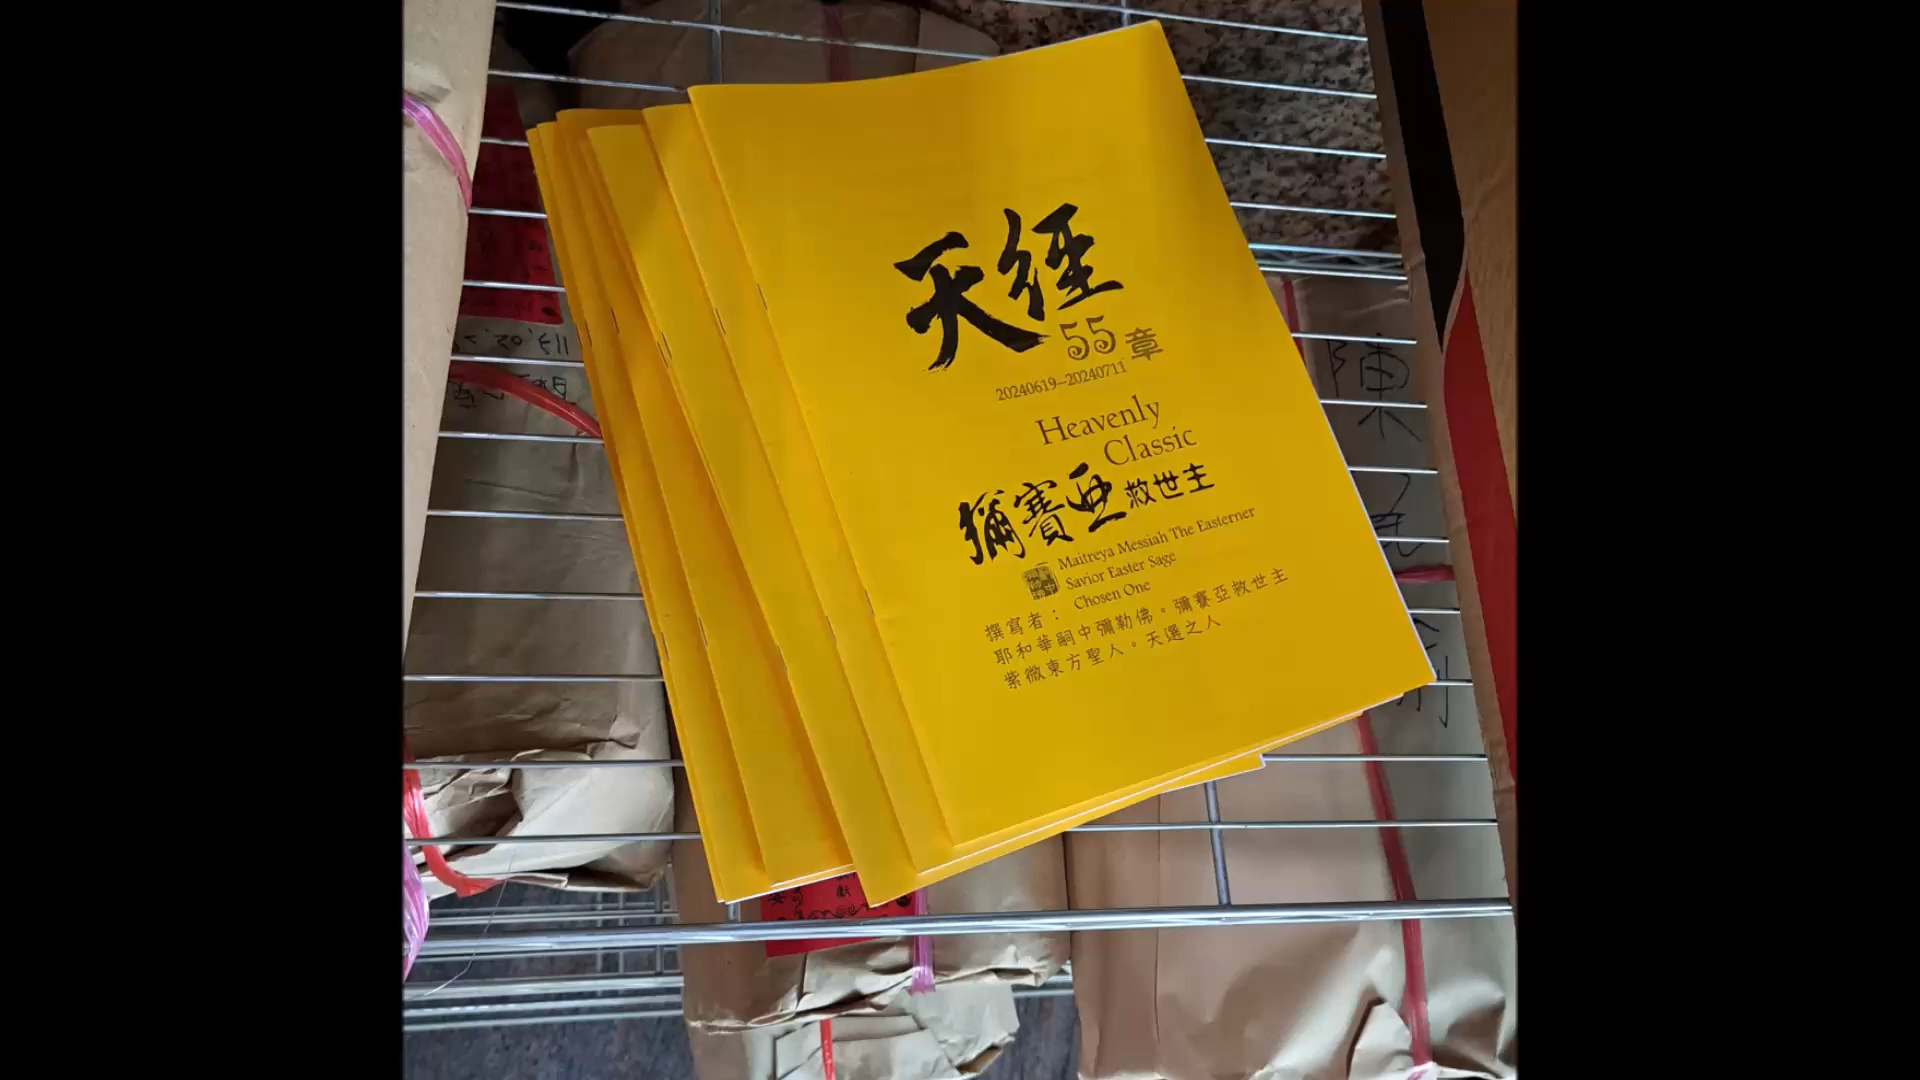 天經
55章
20240619-20240711
Heavenly
Classic
彌賽亞救世主
Maitreya Messiah The Easterner
Savior Easter Sage
Chosen One
撰寫者：
耶和華嗣中彌勒佛。彌賽亞救世主
紫微東方聖人。天選之人
陳